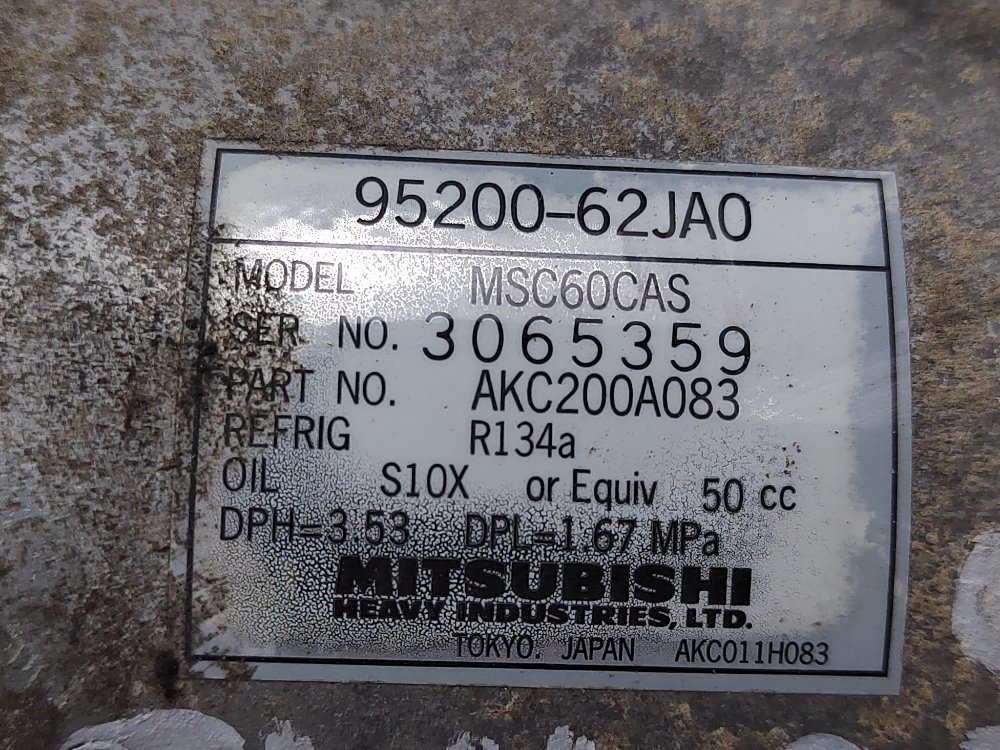 95200-62JA0
MODEL MSC60CAS
SER NO. 3065359
PART NO. AKC200A083
REFRIG R134a
OIL S10X or Equiv 50 cc
DPH=3.53 DPL=1.67 MPa
MITSUBISHI
HEAVY INDUSTRIES, LTD.
TOKYO. JAPAN AKC011H083